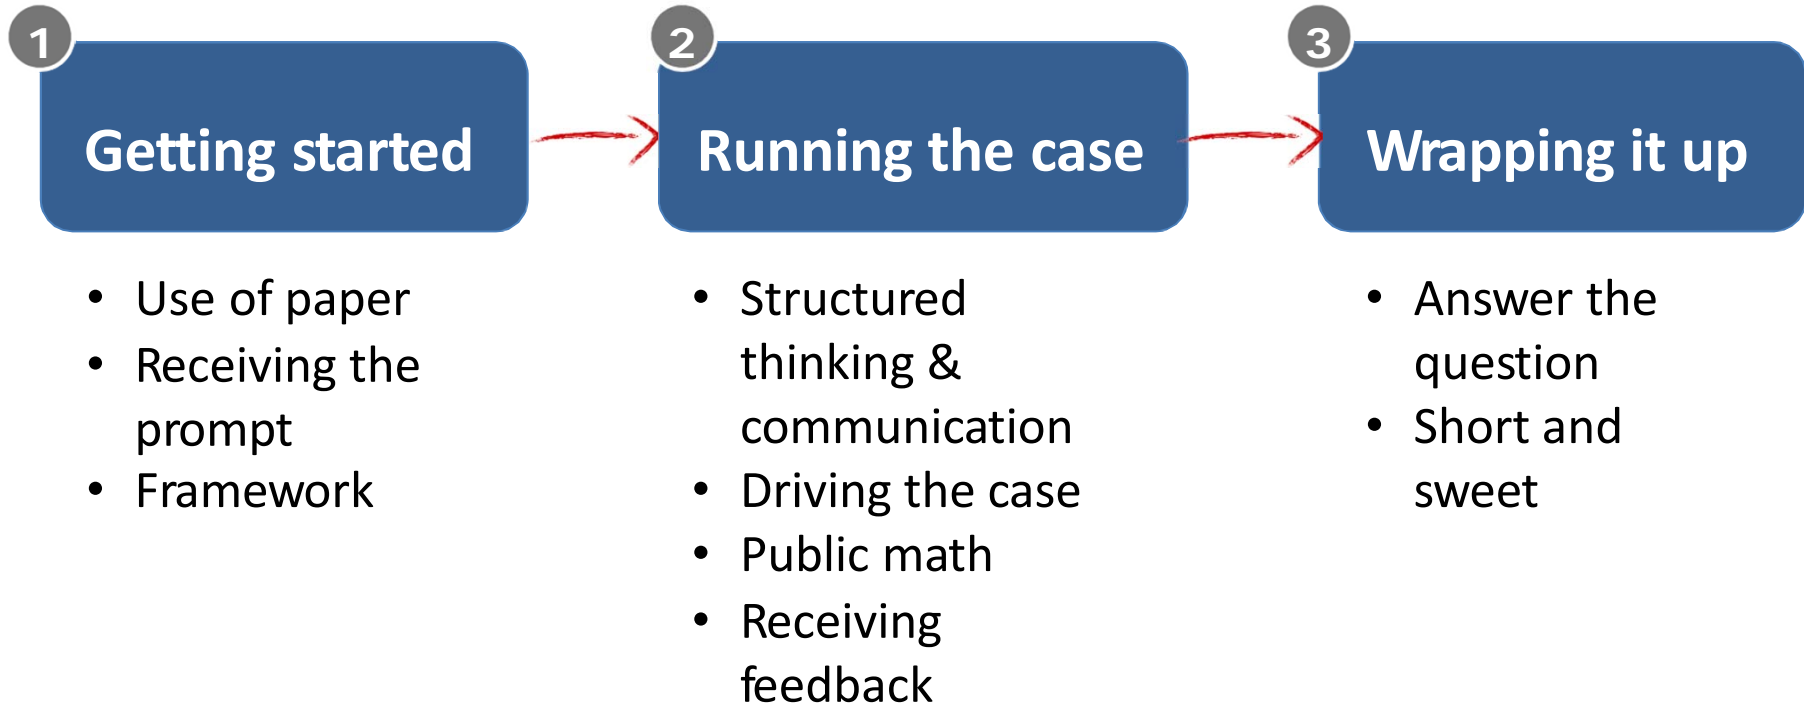 1
Getting started
• Use of paper
• Receiving the
prompt
• Framework
2
Running the case
• Structured
thinking &
communication
• Driving the case
• Public math
• Receiving
feedback
3
Wrapping it up
• Answer the
question
• Short and
sweet